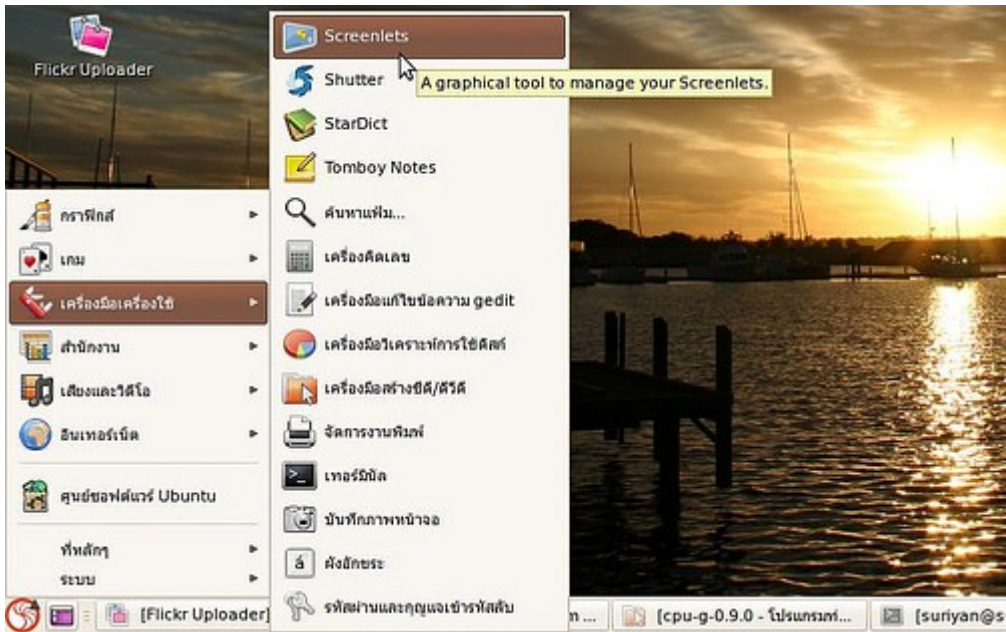 Flickr Uploader
Screenlets
A graphical tool to manage your Screenlets.
Shutter
StarDict
Tomboy Notes
ค้นหาแฟ้ม...
เครื่องคิดเลข
เครื่องมือแก้ไขข้อความ gedit
เครื่องมือวิเคราะห์การใช้ดิสก์
เครื่องมือสร้างซีดี/ดีวีดี
จัดการงานพิมพ์
เทอร์มินัล
บันทึกภาพหน้าจอ
ผังอักขระ
รหัสผ่านและกุญแจเข้ารหัสลับ
กราฟิกส์
เกม
เครื่องมือเครื่องใช้
สำนักงาน
เสียงและวิดีโอ
อินเทอร์เน็ต
ศูนย์ซอฟต์แวร์ Ubuntu
ที่หลักๆ
ระบบ
[Flickr Uploader]
[cpu-g-0.9.0 - โปรแกรมท่...
[suriyan@